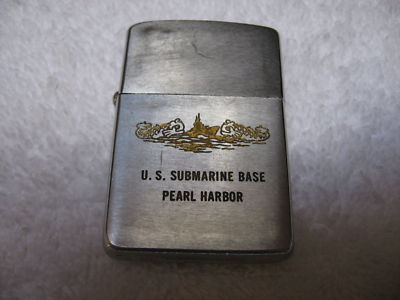 U. S. SUBMARINE BASE
PEARL HARBOR